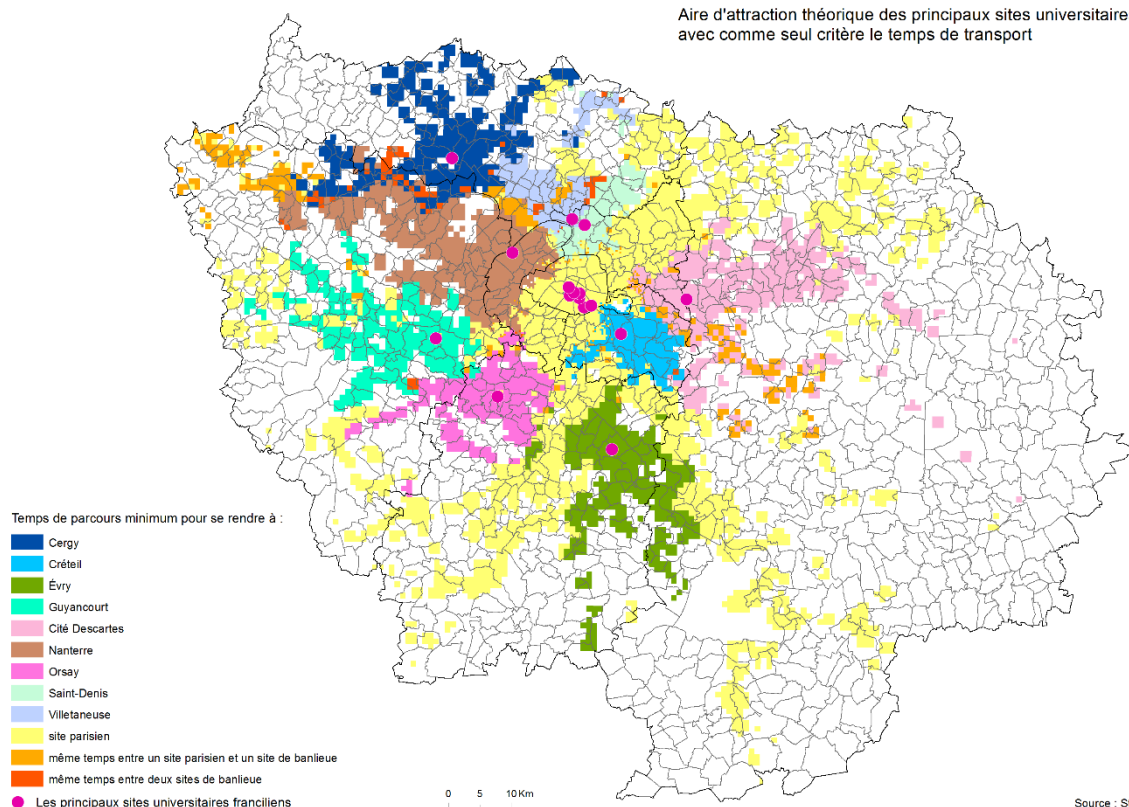 Aire d'attraction théorique des principaux sites universitaire
avec comme seul critère le temps de transport
Temps de parcours minimum pour se rendre à :
Cergy
Créteil
Évry
Guyancourt
Cité Descartes
Nanterre
Orsay
Saint-Denis
Villetaneuse
site parisien
même temps entre un site parisien et un site de banlieue
même temps entre deux sites de banlieue
Les principaux sites universitaires franciliens
0 5 10 Km
Source : S